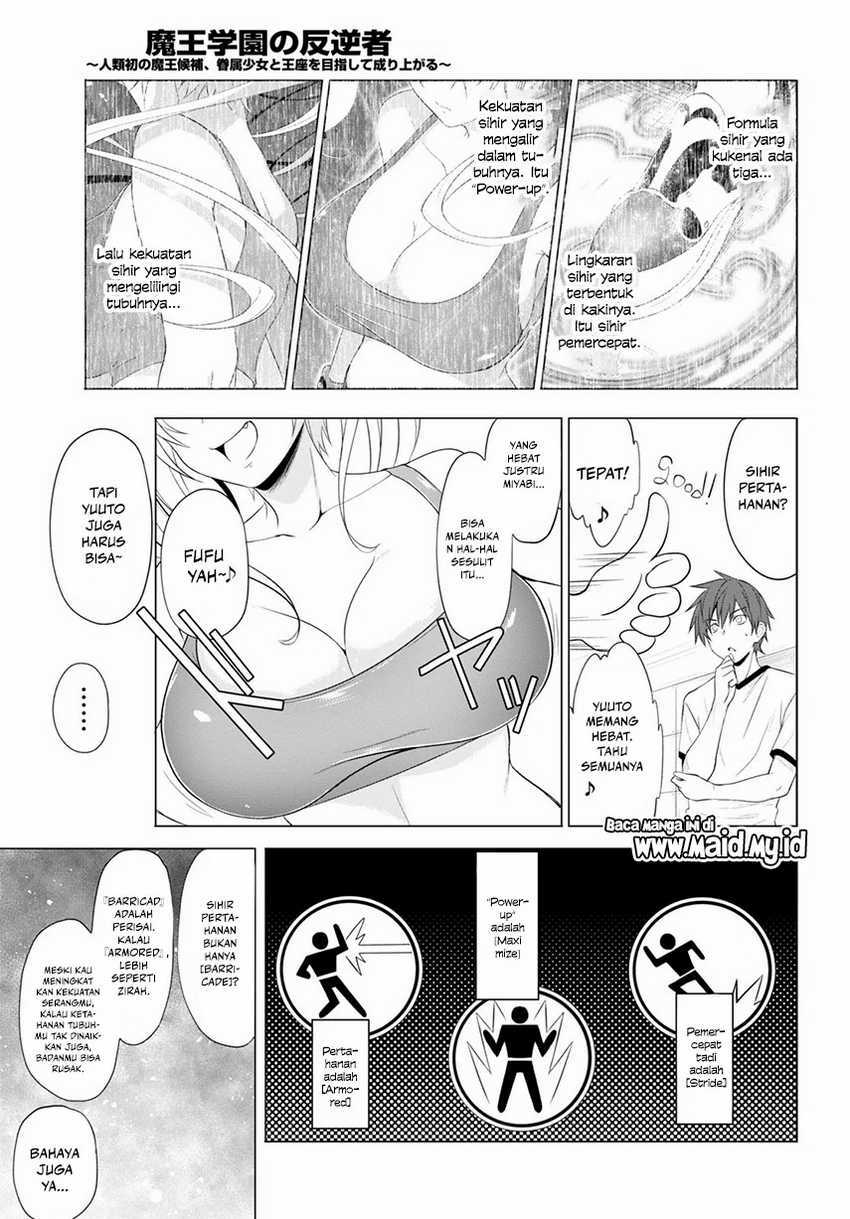 魔王学園の反逆者
～人類初の魔王候補、眷属少女と王座を目指して成り上がる～
Formula
sihir yang
kukenal ada
tiga...
Lingkaran
sihir yang
terbentuk
di kakinya.
Itu sihir
pemercepat.
Kekuatan
sihir yang
mengalir
dalam tu-
buhnya. Itu
"Power-up".
Lalu kekuatan
sihir yang
mengelilingi
tubuhnya...
SIHIR
PERTA-
HANAN?
Good!
TEPAT!
♪
YUUTO
MEMANG
HEBAT.
TAHU
SEMUANYA
♪
YANG
HEBAT
JUSTRU
MIYABI...
BISA
MELAKUKA
N HAL-HAL
SESULIT
ITU...
FUFU
YAH~♪
TAPI
YUUTO
JUGA
HARUS
BISA~
......
Baca Manga ini di
www.Maid.My.id
Pemer-
cepat
tadi
adalah
[Stride]
"Power-
up"
adalah
[Maxi
mize]
Perta-
hanan
adalah
[Armo-
red]
SIHIR
PERTA-
HANAN
BUKAN
HANYA
[BARRI-
CADE]?
『BARRICAD』
ADALAH
PERISAI.
KALAU
『ARMORED』,
LEBIH
SEPERTI
ZIRAH.
MESKI KAU
MENINGKAT
KAN KEKUATAN
SERANGMU,
KALAU KETA-
HANAN TUBUH-
MU TAK DINAIK-
KAN JUGA,
BADANMU BISA
RUSAK.
BAHAYA
JUGA
YA...